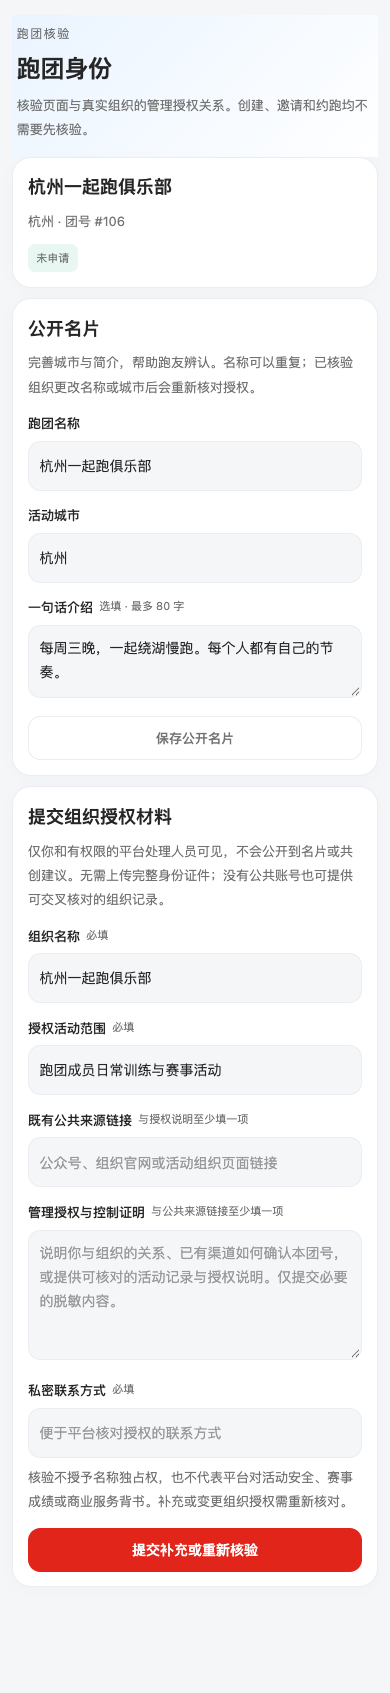 跑团核验
跑团身份
核验页面与真实组织的管理授权关系。创建、邀请和约跑均不
需要先核验。
杭州一起跑俱乐部
杭州 · 团号 #106
未申请
公开名片
完善城市与简介，帮助跑友辨认。名称可以重复；已核验
组织更改名称或城市后会重新核对授权。
跑团名称
杭州一起跑俱乐部
活动城市
杭州
一句话介绍 选填 · 最多 80 字
每周三晚，一起绕湖慢跑。每个人都有自己的节
奏。
保存公开名片
提交组织授权材料
仅你和有权限的平台处理人员可见，不会公开到名片或共
创建议。无需上传完整身份证件；没有公共账号也可提供
可交叉核对的组织记录。
组织名称 必填
杭州一起跑俱乐部
授权活动范围 必填
跑团成员日常训练与赛事活动
既有公共来源链接 与授权说明至少填一项
公众号、组织官网或活动组织页面链接
管理授权与控制证明 与公共来源链接至少填一项
说明你与组织的关系、已有渠道如何确认本团号，
或提供可核对的活动记录与授权说明。仅提交必要
的脱敏内容。
私密联系方式 必填
便于平台核对授权的联系方式
核验不授予名称独占权，也不代表平台对活动安全、赛事
成绩或商业服务背书。补充或变更组织授权需重新核对。
提交补充或重新核验